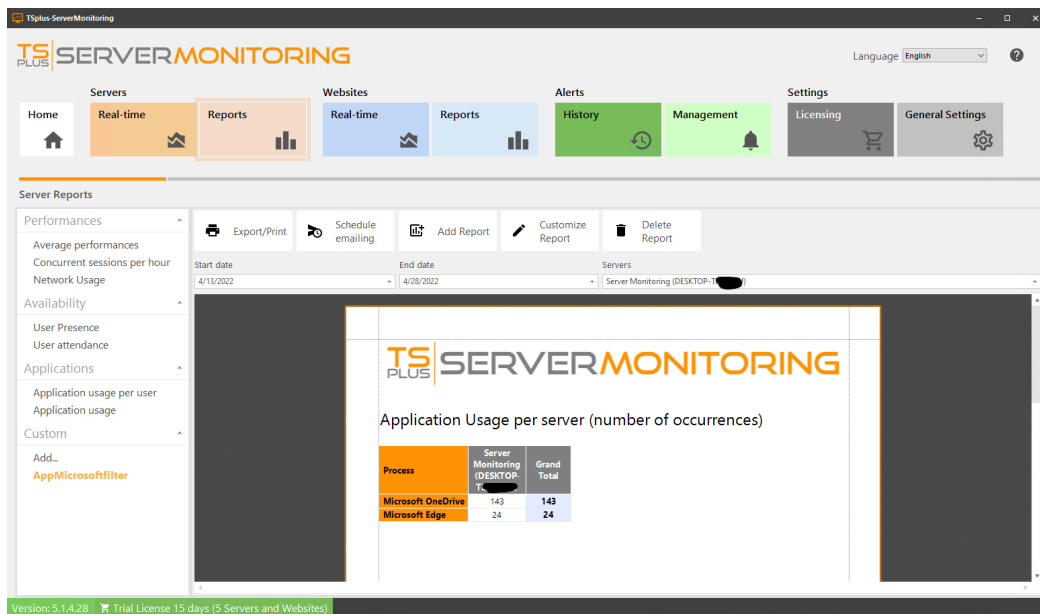 TSplus-ServerMonitoring
TS PLUS SERVERMONITORING
Language English
Servers
Websites
Alerts
Settings
Home
Real-time
Reports
Real-time
Reports
History
Management
Licensing
General Settings
Server Reports
Performances
Average performances
Concurrent sessions per hour
Network Usage
Availability
User Presence
User attendance
Applications
Application usage per user
Application usage
Custom
Add...
AppMicrosoftfilter
Export/Print
Schedule
emailing
Add Report
Customize
Report
Delete
Report
Start date
End date
Servers
4/13/2022
4/28/2022
Server Monitoring (DESKTOP-
TS PLUS SERVERMONITORING
Application Usage per server (number of occurrences)
Process
Server
Monitoring
(DESKTOP-
Grand
Total
Microsoft OneDrive 143 143
Microsoft Edge 24 24
Version: 5.1.4.28 Trial License 15 days (5 Servers and Websites)